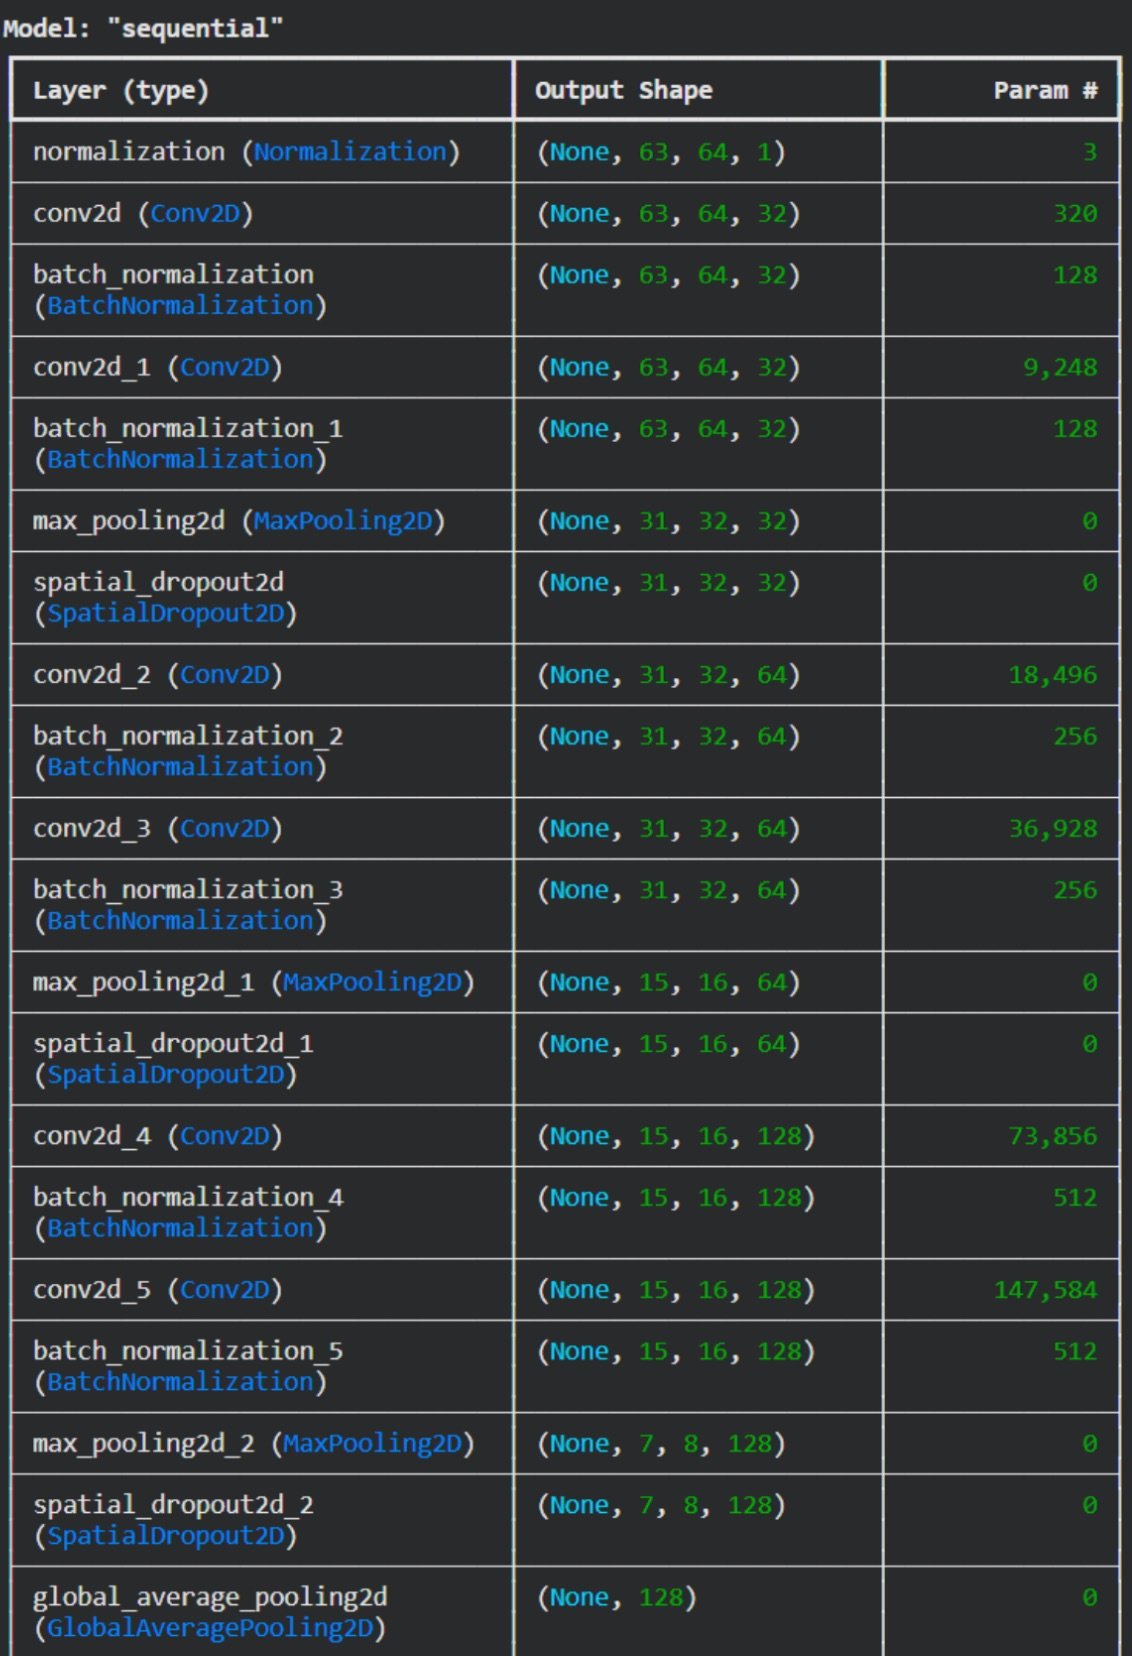 Model: "sequential"
Layer (type) Output Shape Param #
normalization (Normalization) (None, 63, 64, 1) 3
conv2d (Conv2D) (None, 63, 64, 32) 320
batch_normalization (None, 63, 64, 32) 128
(BatchNormalization)
conv2d_1 (Conv2D) (None, 63, 64, 32) 9,248
batch_normalization_1 (None, 63, 64, 32) 128
(BatchNormalization)
max_pooling2d (MaxPooling2D) (None, 31, 32, 32) 0
spatial_dropout2d (None, 31, 32, 32) 0
(SpatialDropout2D)
conv2d_2 (Conv2D) (None, 31, 32, 64) 18,496
batch_normalization_2 (None, 31, 32, 64) 256
(BatchNormalization)
conv2d_3 (Conv2D) (None, 31, 32, 64) 36,928
batch_normalization_3 (None, 31, 32, 64) 256
(BatchNormalization)
max_pooling2d_1 (MaxPooling2D) (None, 15, 16, 64) 0
spatial_dropout2d_1 (None, 15, 16, 64) 0
(SpatialDropout2D)
conv2d_4 (Conv2D) (None, 15, 16, 128) 73,856
batch_normalization_4 (None, 15, 16, 128) 512
(BatchNormalization)
conv2d_5 (Conv2D) (None, 15, 16, 128) 147,584
batch_normalization_5 (None, 15, 16, 128) 512
(BatchNormalization)
max_pooling2d_2 (MaxPooling2D) (None, 7, 8, 128) 0
spatial_dropout2d_2 (None, 7, 8, 128) 0
(SpatialDropout2D)
global_average_pooling2d (None, 128) 0
(GlobalAveragePooling2D)